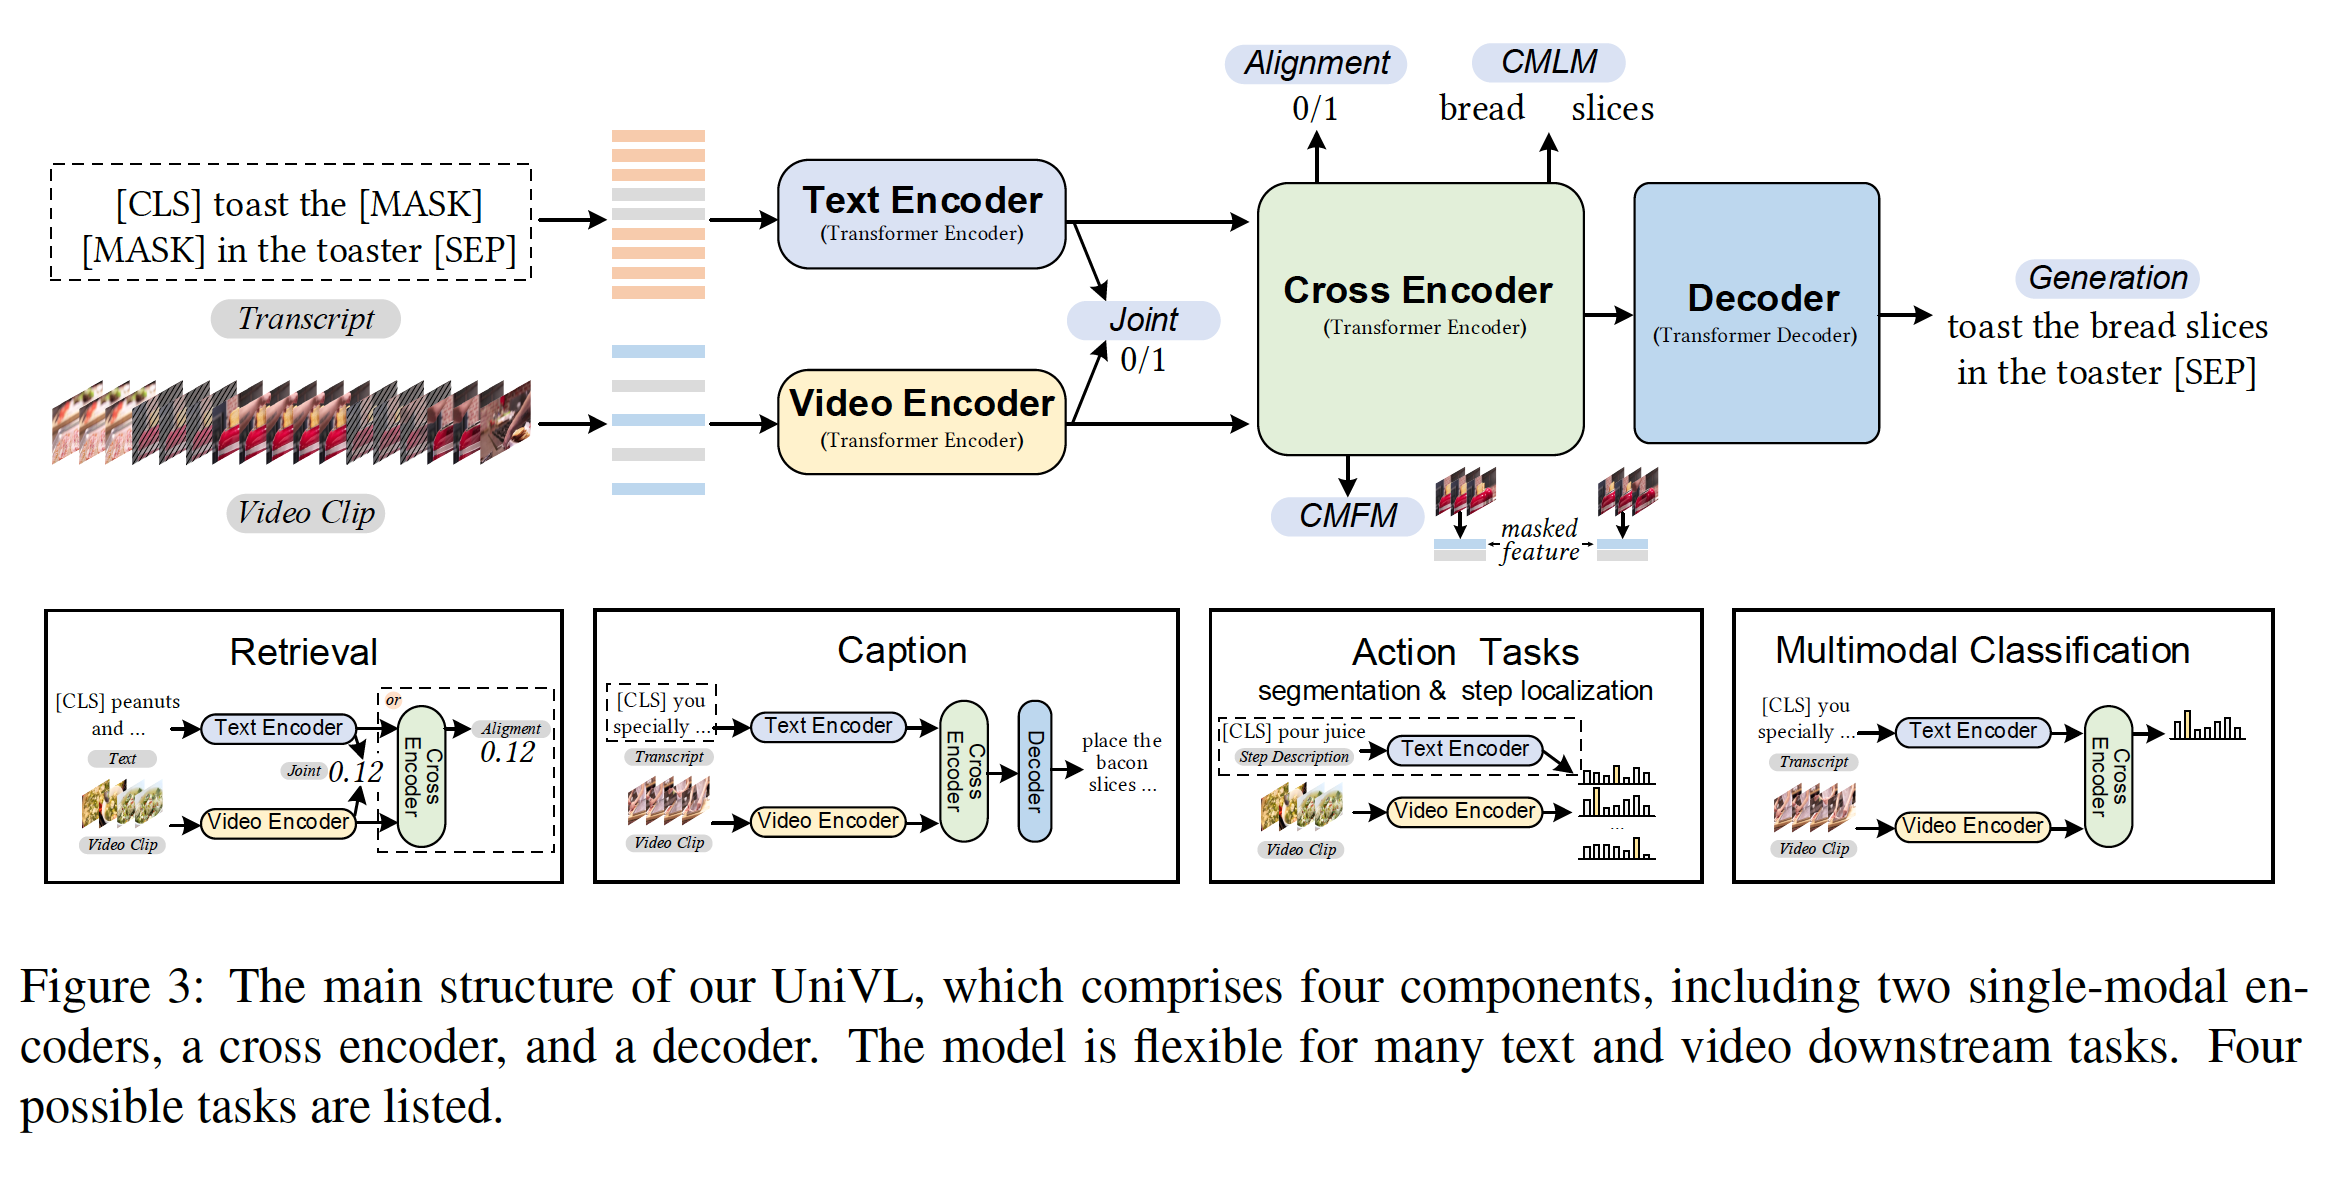 Alignment
0/1
CMLM
bread slices
[CLS] toast the [MASK]
[MASK] in the toaster [SEP]
Transcript
Video Clip
Text Encoder
(Transformer Encoder)
Joint
0/1
Video Encoder
(Transformer Encoder)
Cross Encoder
(Transformer Encoder)
CMFM
masked
feature
Decoder
(Transformer Decoder)
Generation
toast the bread slices
in the toaster [SEP]
Retrieval
[CLS] peanuts
and ...
Text
Video Clip
Text Encoder
Joint 0.12
Video Encoder
or
Cross
Encoder
Aligment
0.12
Caption
[CLS] you
specially ...
Transcript
Video Clip
Text Encoder
Video Encoder
Cross
Encoder
Decoder
place the
bacon
slices ...
Action Tasks
segmentation & step localization
[CLS] pour juice
Step Description
Video Clip
Text Encoder
Video Encoder
...
Multimodal Classification
[CLS] you
specially ...
Transcript
Video Clip
Text Encoder
Video Encoder
Cross
Encoder
Figure 3: The main structure of our UniVL, which comprises four components, including two single-modal en-
coders, a cross encoder, and a decoder. The model is flexible for many text and video downstream tasks. Four
possible tasks are listed.